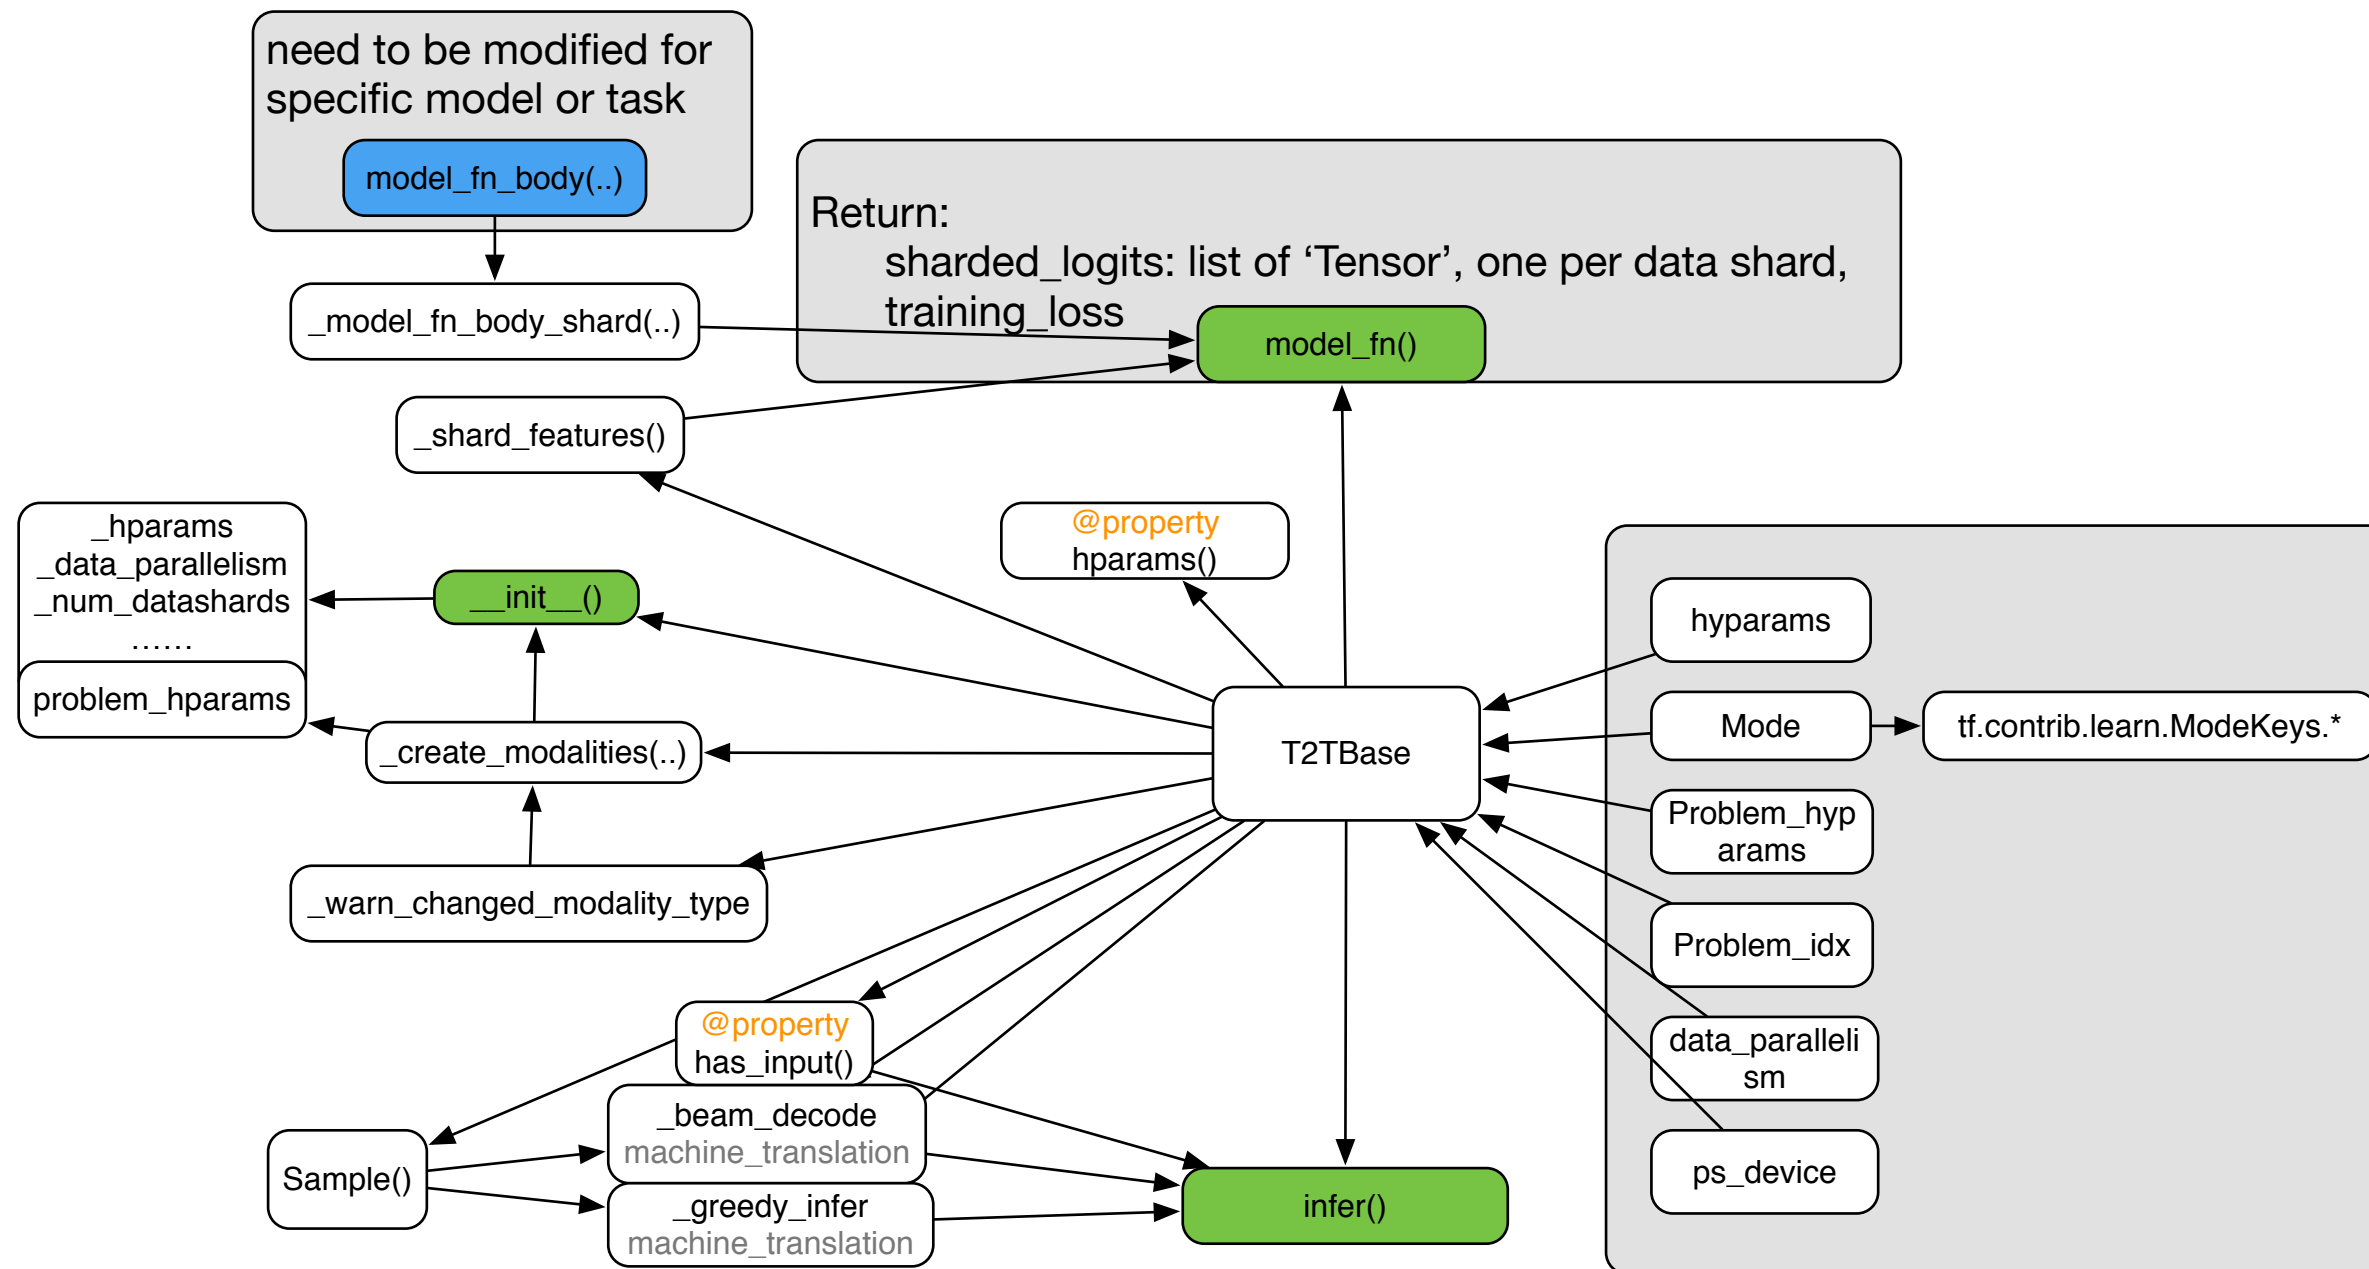 need to be modified for
specific model or task
model_fn_body(..)
Return:
sharded_logits: list of ‘Tensor’, one per data shard,
training_loss
_model_fn_body_shard(..)
model_fn()
_shard_features()
_hparams
_data_parallelism
_num_datashards
......
problem_hparams
__init__()
@property
hparams()
_create_modalities(..)
T2TBase
hyparams
Mode
tf.contrib.learn.ModeKeys.*
Problem_hyp
arams
_warn_changed_modality_type
Problem_idx
@property
has_input()
data_paralleli
sm
_beam_decode
machine_translation
Sample()
ps_device
_greedy_infer
machine_translation
infer()